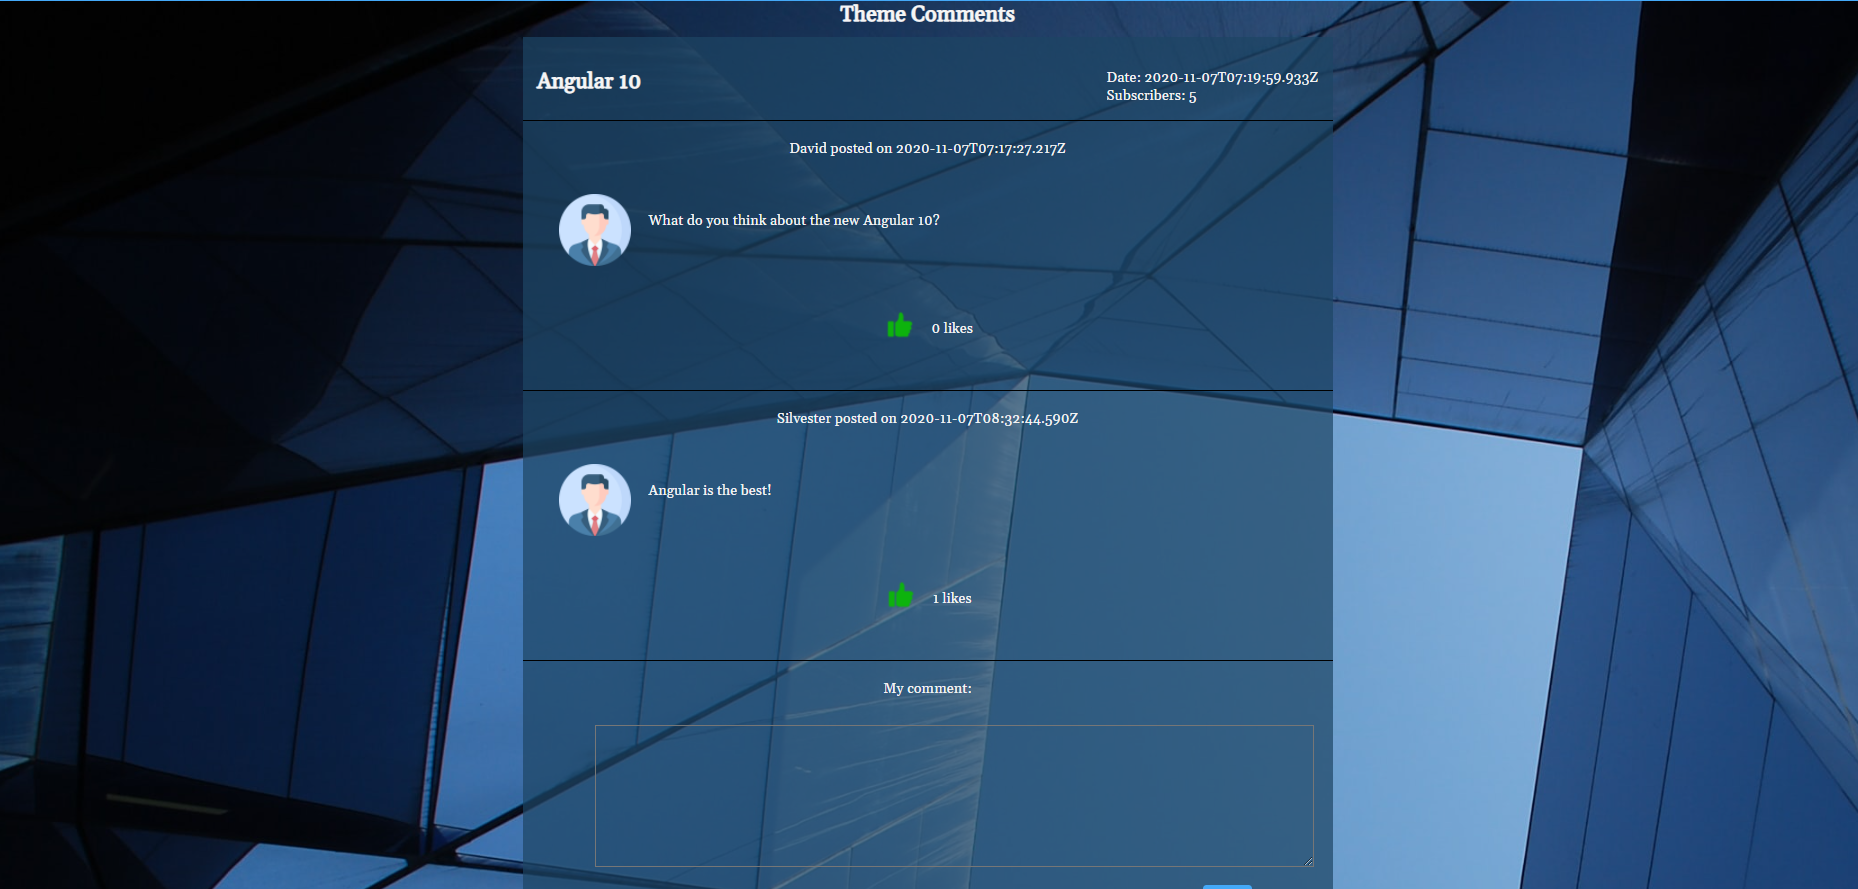 Theme Comments
Angular 10
Date: 2020-11-07T07:19:59.933Z
Subscribers: 5
David posted on 2020-11-07T07:17:27.217Z
What do you think about the new Angular 10?
0 likes
Silvester posted on 2020-11-07T08:32:44.590Z
Angular is the best!
1 likes
My comment: